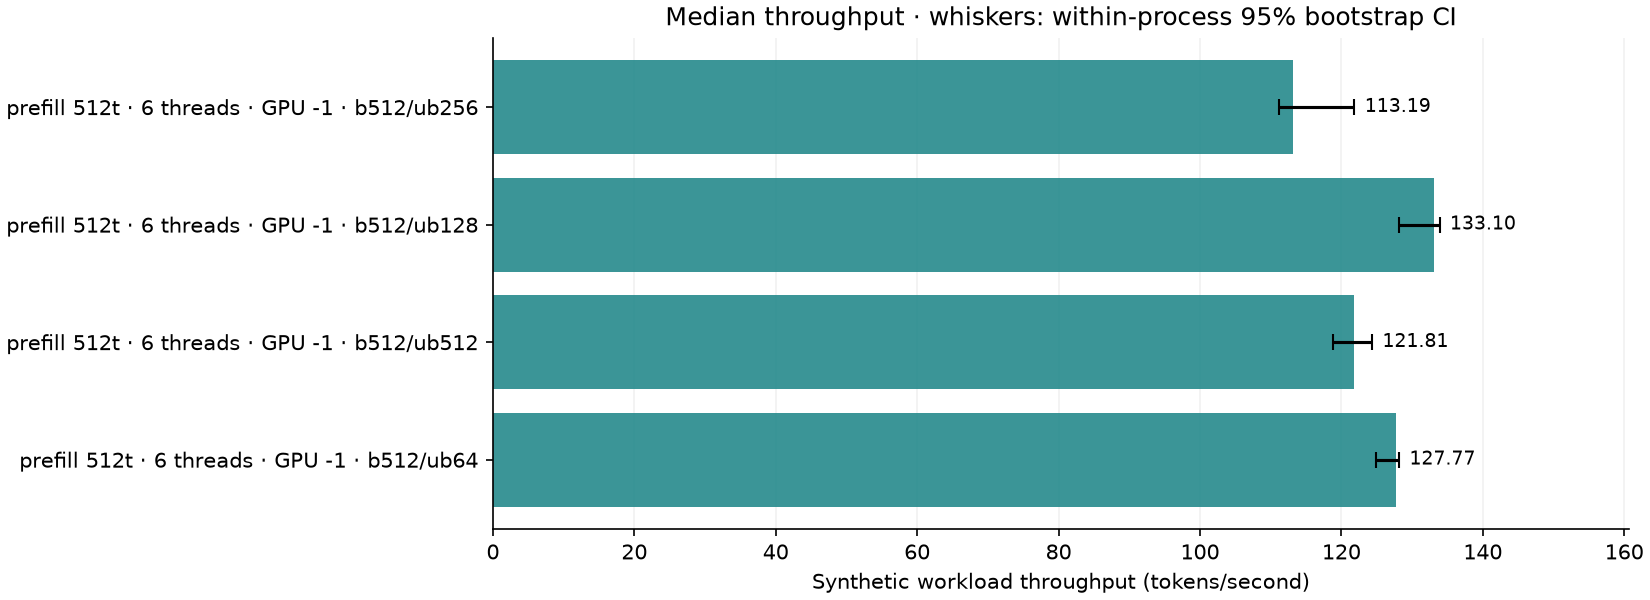 Median throughput · whiskers: within-process 95% bootstrap CI
prefill 512t · 6 threads · GPU -1 · b512/ub256
113.19
prefill 512t · 6 threads · GPU -1 · b512/ub128
133.10
prefill 512t · 6 threads · GPU -1 · b512/ub512
121.81
prefill 512t · 6 threads · GPU -1 · b512/ub64
127.77
0 20 40 60 80 100 120 140 160
Synthetic workload throughput (tokens/second)